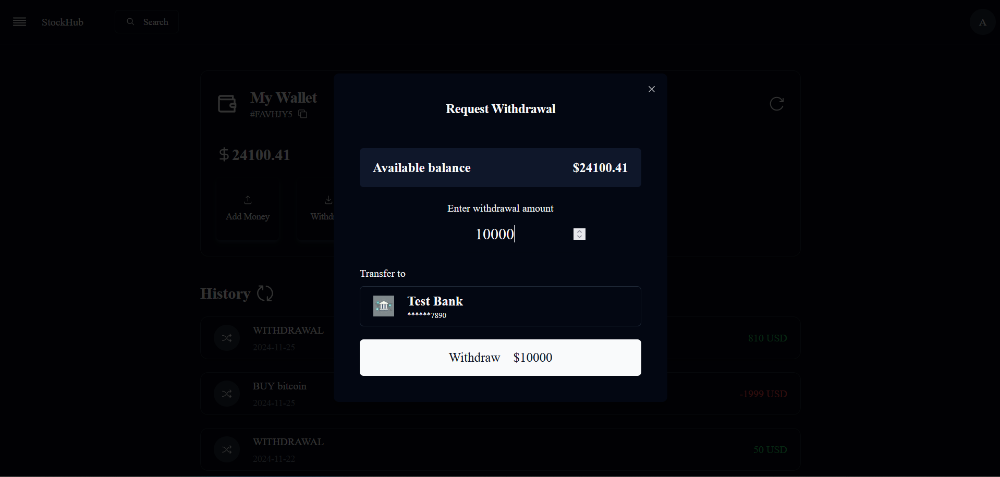 StockHub
Search
A
My Wallet
#FAVHJY5
$24100.41
Add Money
Withd
Request Withdrawal
Available balance $24100.41
Enter withdrawal amount
10000
Transfer to
Test Bank
******7890
Withdraw $10000
History
WITHDRAWAL
2024-11-25
810 USD
BUY bitcoin
2024-11-25
-1999 USD
WITHDRAWAL
2024-11-22
50 USD